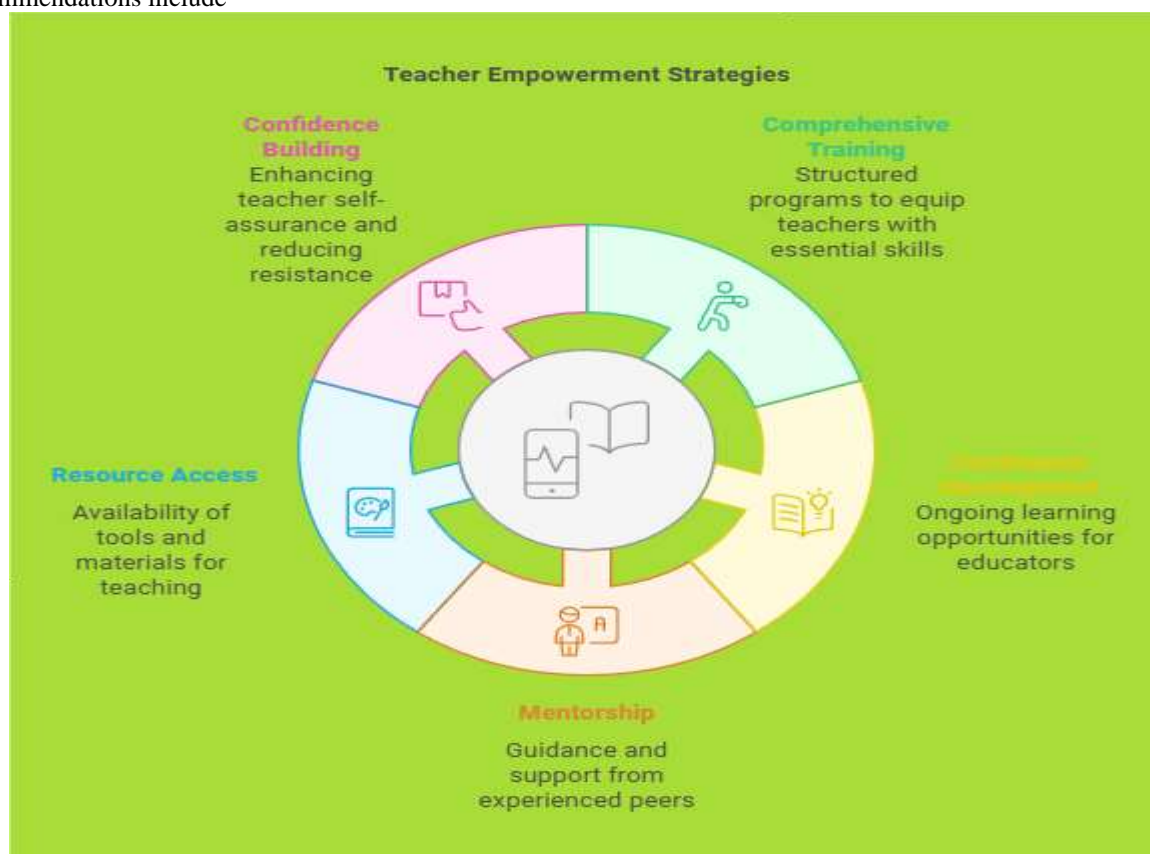 mmendations include
Teacher Empowerment Strategies
Confidence
Building
Enhancing
teacher self-
assurance and
reducing
resistance
Comprehensive
Training
Structured
programs to equip
teachers with
essential skills
Resource Access
Availability of
tools and
materials for
teaching
Ongoing learning
opportunities for
educators
Mentorship
Guidance and
support from
experienced peers
A